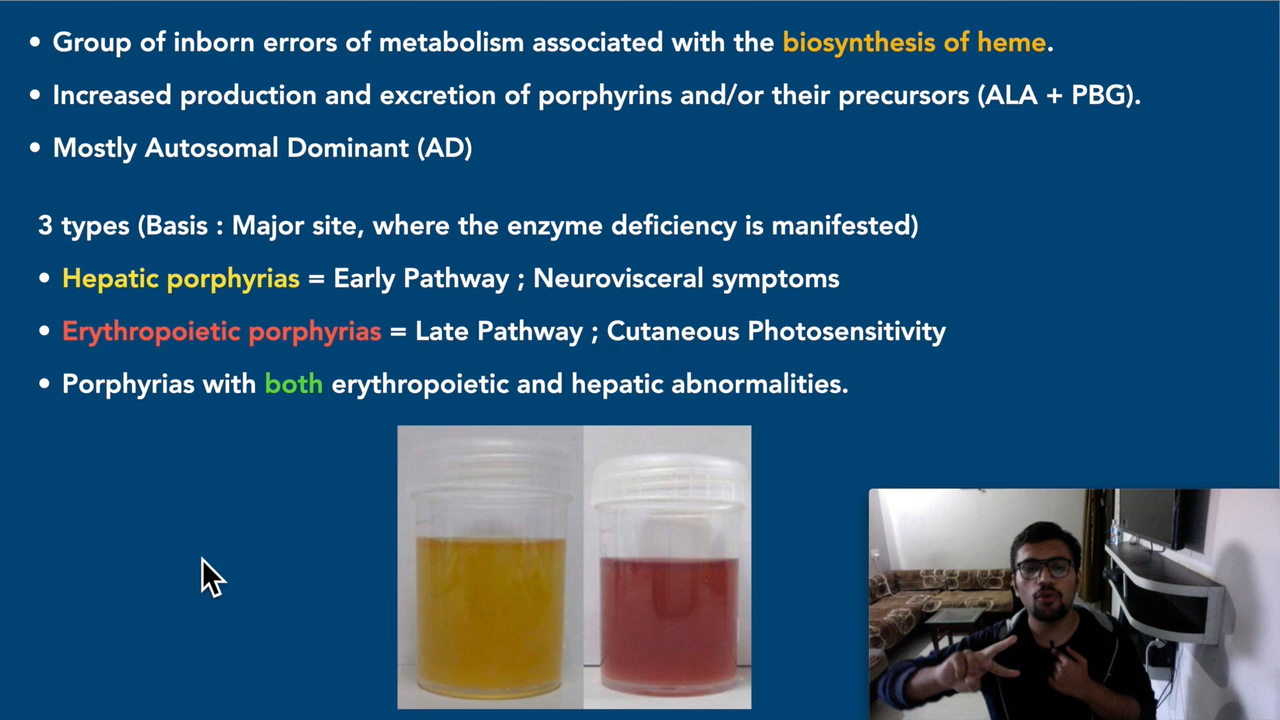 • Group of inborn errors of metabolism associated with the biosynthesis of heme.
• Increased production and excretion of porphyrins and/or their precursors (ALA + PBG).
• Mostly Autosomal Dominant (AD)
3 types (Basis : Major site, where the enzyme deficiency is manifested)
• Hepatic porphyrias = Early Pathway ; Neurovisceral symptoms
• Erythropoietic porphyrias = Late Pathway ; Cutaneous Photosensitivity
• Porphyrias with both erythropoietic and hepatic abnormalities.